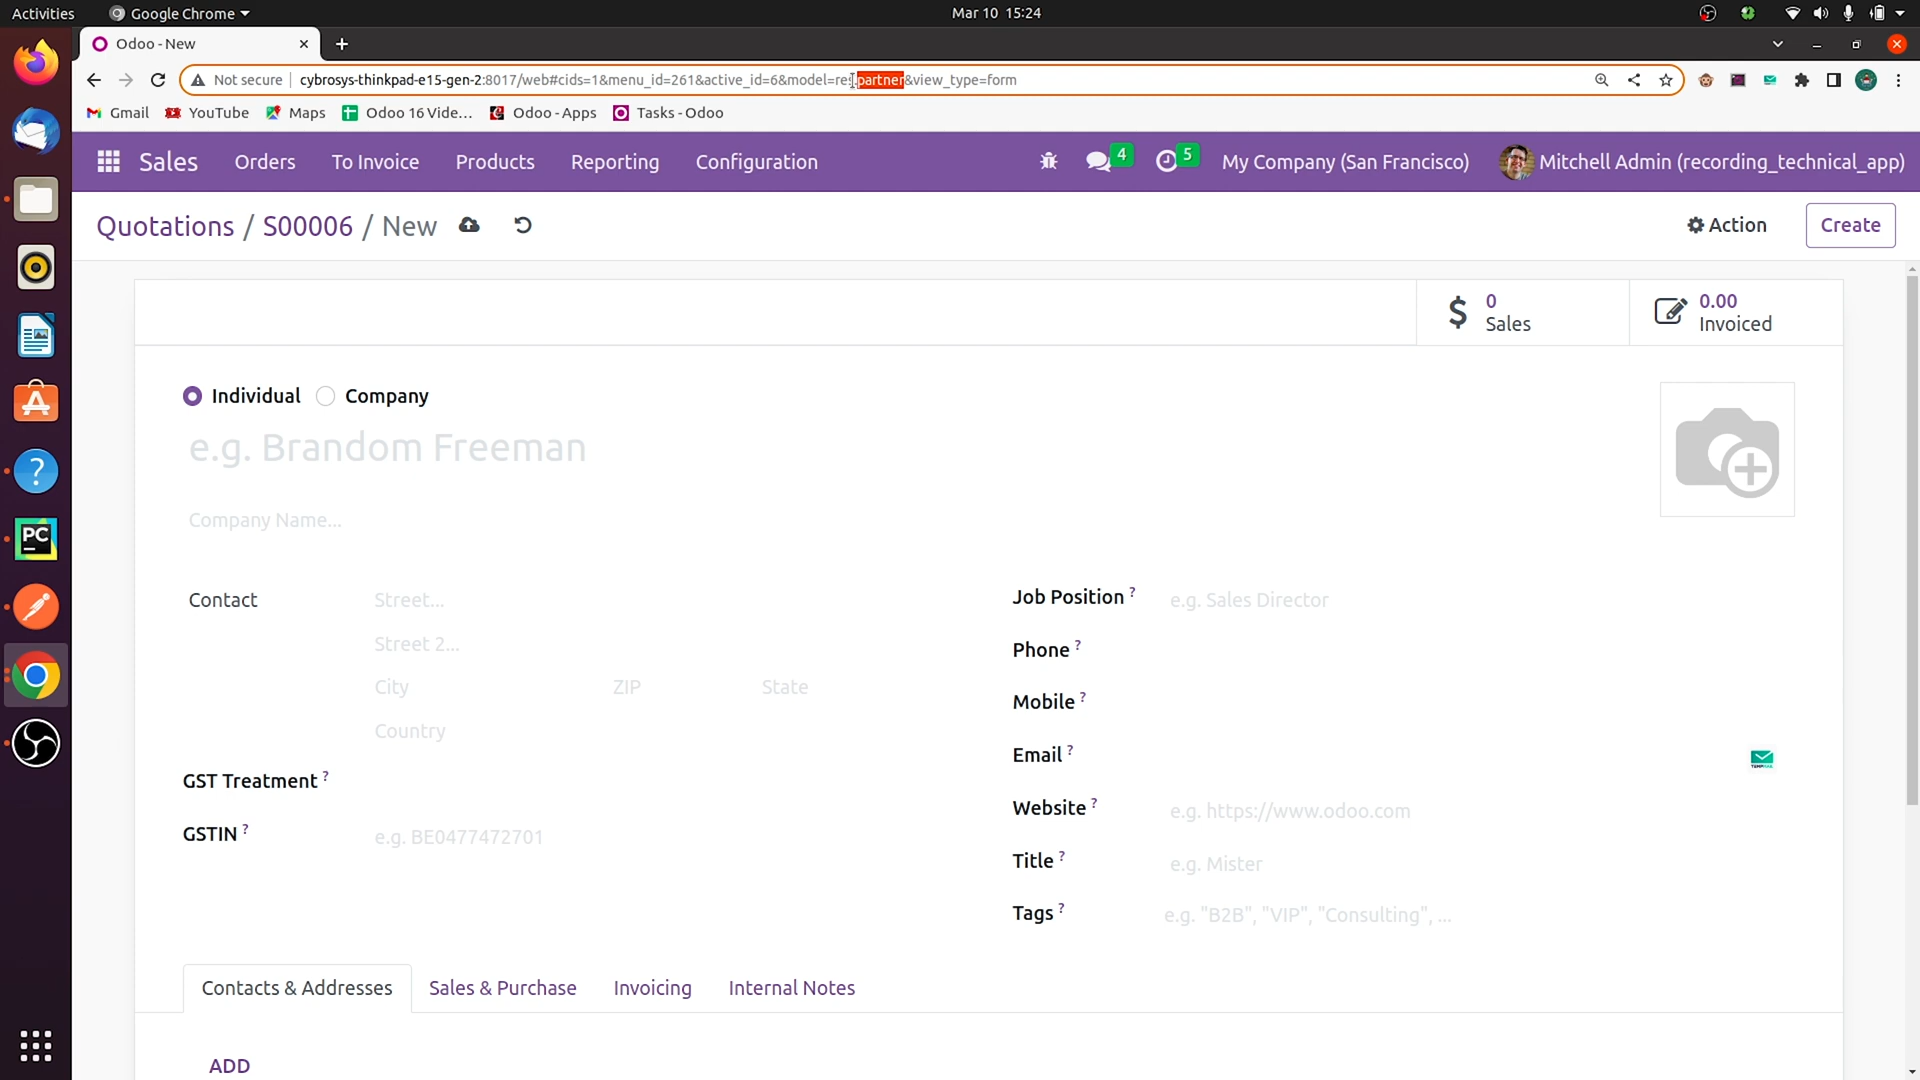 Activities
Google Chrome
Mar 10 15:24
Odoo - New
Not secure
cybrosys-thinkpad-e15-gen-2:8017/web#cids=1&menu_id=261&active_id=6&model=res.partner&view_type=form
Gmail
YouTube
Maps
Odoo 16 Vide...
Odoo - Apps
Tasks - Odoo
Sales
Orders
To Invoice
Products
Reporting
Configuration
4
5
My Company (San Francisco)
Mitchell Admin (recording_technical_app)
Quotations / S00006 / New
Action
Create
0
Sales
0.00
Invoiced
Individual
Company
e.g. Brandom Freeman
Company Name...
Contact
Street...
Street 2...
City
ZIP
State
Country
GST Treatment ?
GSTIN ?
e.g. BE0477472701
Job Position ?
e.g. Sales Director
Phone ?
Mobile ?
Email ?
Website ?
e.g. https://www.odoo.com
Title ?
e.g. Mister
Tags ?
e.g. "B2B", "VIP", "Consulting", ...
Contacts & Addresses
Sales & Purchase
Invoicing
Internal Notes
ADD